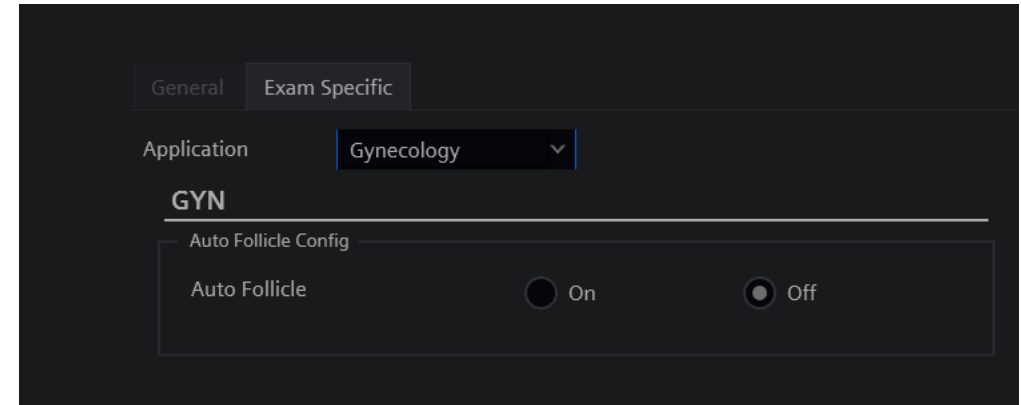 General Exam Specific
Application Gynecology
GYN
Auto Follicle Config
Auto Follicle On Off